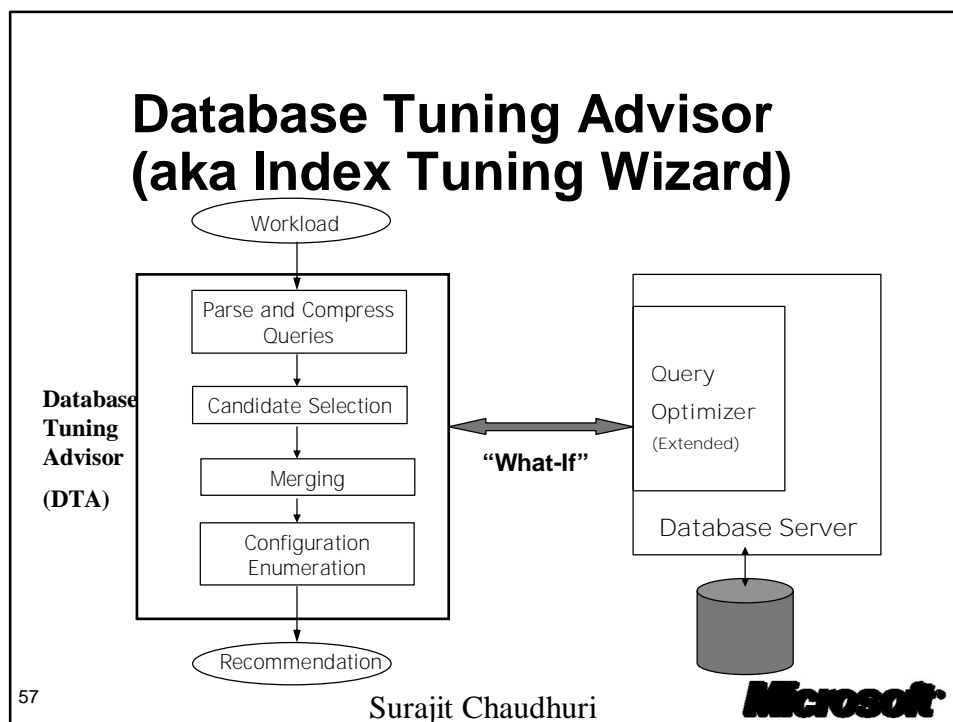 Database Tuning Advisor
(aka Index Tuning Wizard)
Workload
Parse and Compress
Queries
Candidate Selection
Merging
Configuration
Enumeration
Recommendation
Database
Tuning
Advisor
(DTA)
“What-If”
Query
Optimizer
(Extended)
Database Server
57
Surajit Chaudhuri
Microsoft